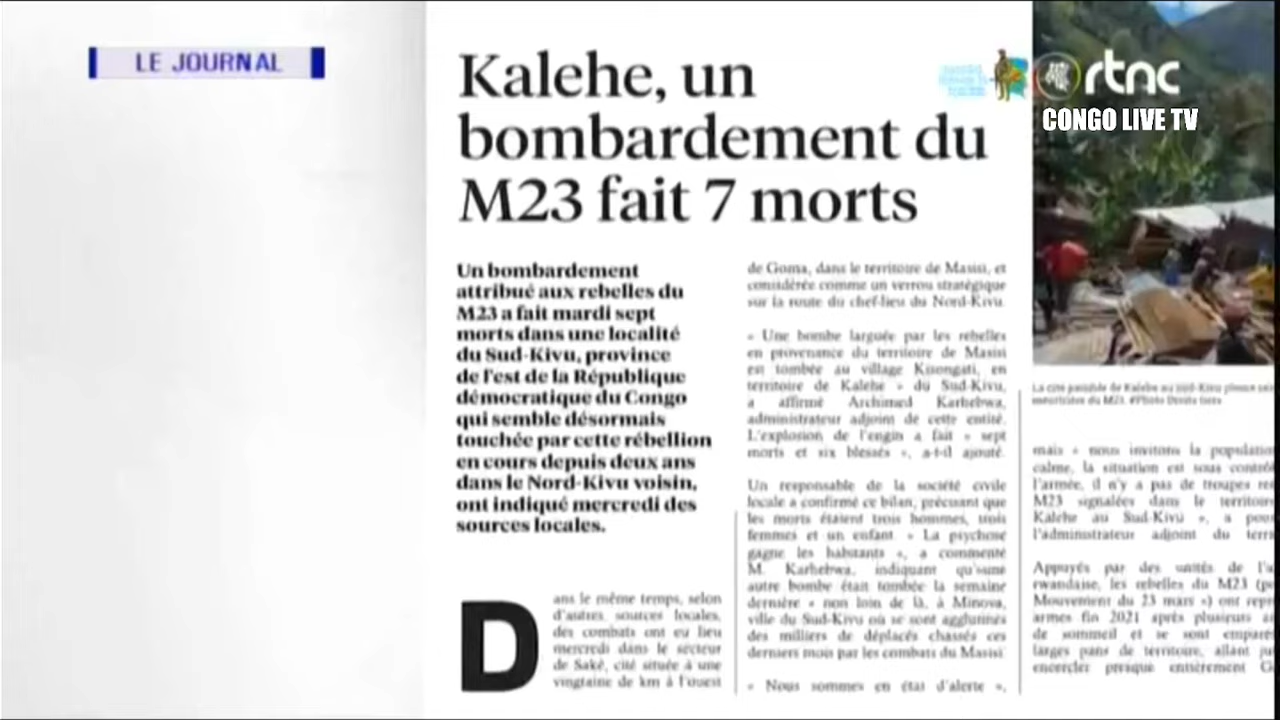 LE JOURNAL
rtnc
CONGO LIVE TV
Kalehe, un
bombardement du
M23 fait 7 morts
Un bombardement
attribué aux rebelles du
M23 a fait mardi sept
morts dans une localité
du Sud-Kivu, province
de l'est de la République
démocratique du Congo
qui semble désormais
touchée par cette rébellion
en cours depuis deux ans
dans le Nord-Kivu voisin,
ont indiqué mercredi des
sources locales.
Dans le même temps, selon
d'autres sources locales,
des combats ont eu lieu
mercredi dans le secteur
de Saké, cité située à une
vingtaine de km à l'ouest
de Goma, dans le territoire de Masisi, et
considérée comme un verrou stratégique
sur la route du chef-lieu du Nord-Kivu.
« Une bombe larguée par les rebelles
en provenance du territoire de Masisi
est tombée au village Kisongati, en
territoire de Kalehe » du Sud-Kivu,
a affirmé Archimed Karhebwa,
administrateur adjoint de cette entité.
L'explosion de l'engin a fait « sept
morts et six blessés », a-t-il ajouté.
Un responsable de la société civile
locale a confirmé ce bilan, précisant que
les morts étaient trois hommes, trois
femmes et un enfant. « La psychose
gagne les habitants », a commenté
M. Karhebwa, indiquant qu'une
autre bombe était tombée la semaine
dernière « non loin de là, à Minova,
ville du Sud-Kivu où se sont agglutinés
des milliers de déplacés chassés ces
derniers mois par les combats du Masisi.
« Nous sommes en état d'alerte »,
mais « nous invitons la population
calme, la situation est sous contrôl
l'armée, il n'y a pas de troupes
M23 signalées dans le territoir
Kalehe au Sud-Kivu », a
l'administrateur adjoint du
Appuyés par des unités de
rwandaise, les rebelles du M23
Mouvement du 23 mars ») ont
armes fin 2021 après plusieurs
de sommeil et se sont emparés
larges pans de territoire, allant
encercler presque entièrement